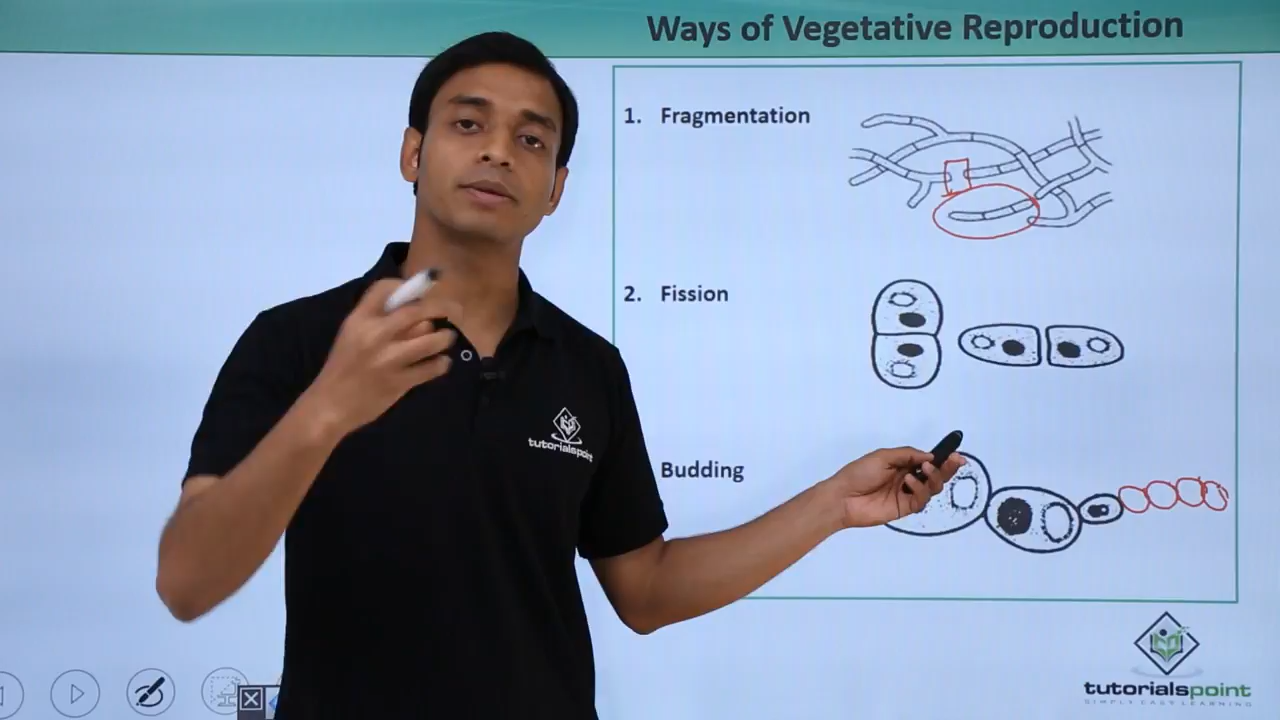 Ways of Vegetative Reproduction
1. Fragmentation
2. Fission
Budding
tutorialspoint
tutorialspoint
SIMPLY EASY LEARNING